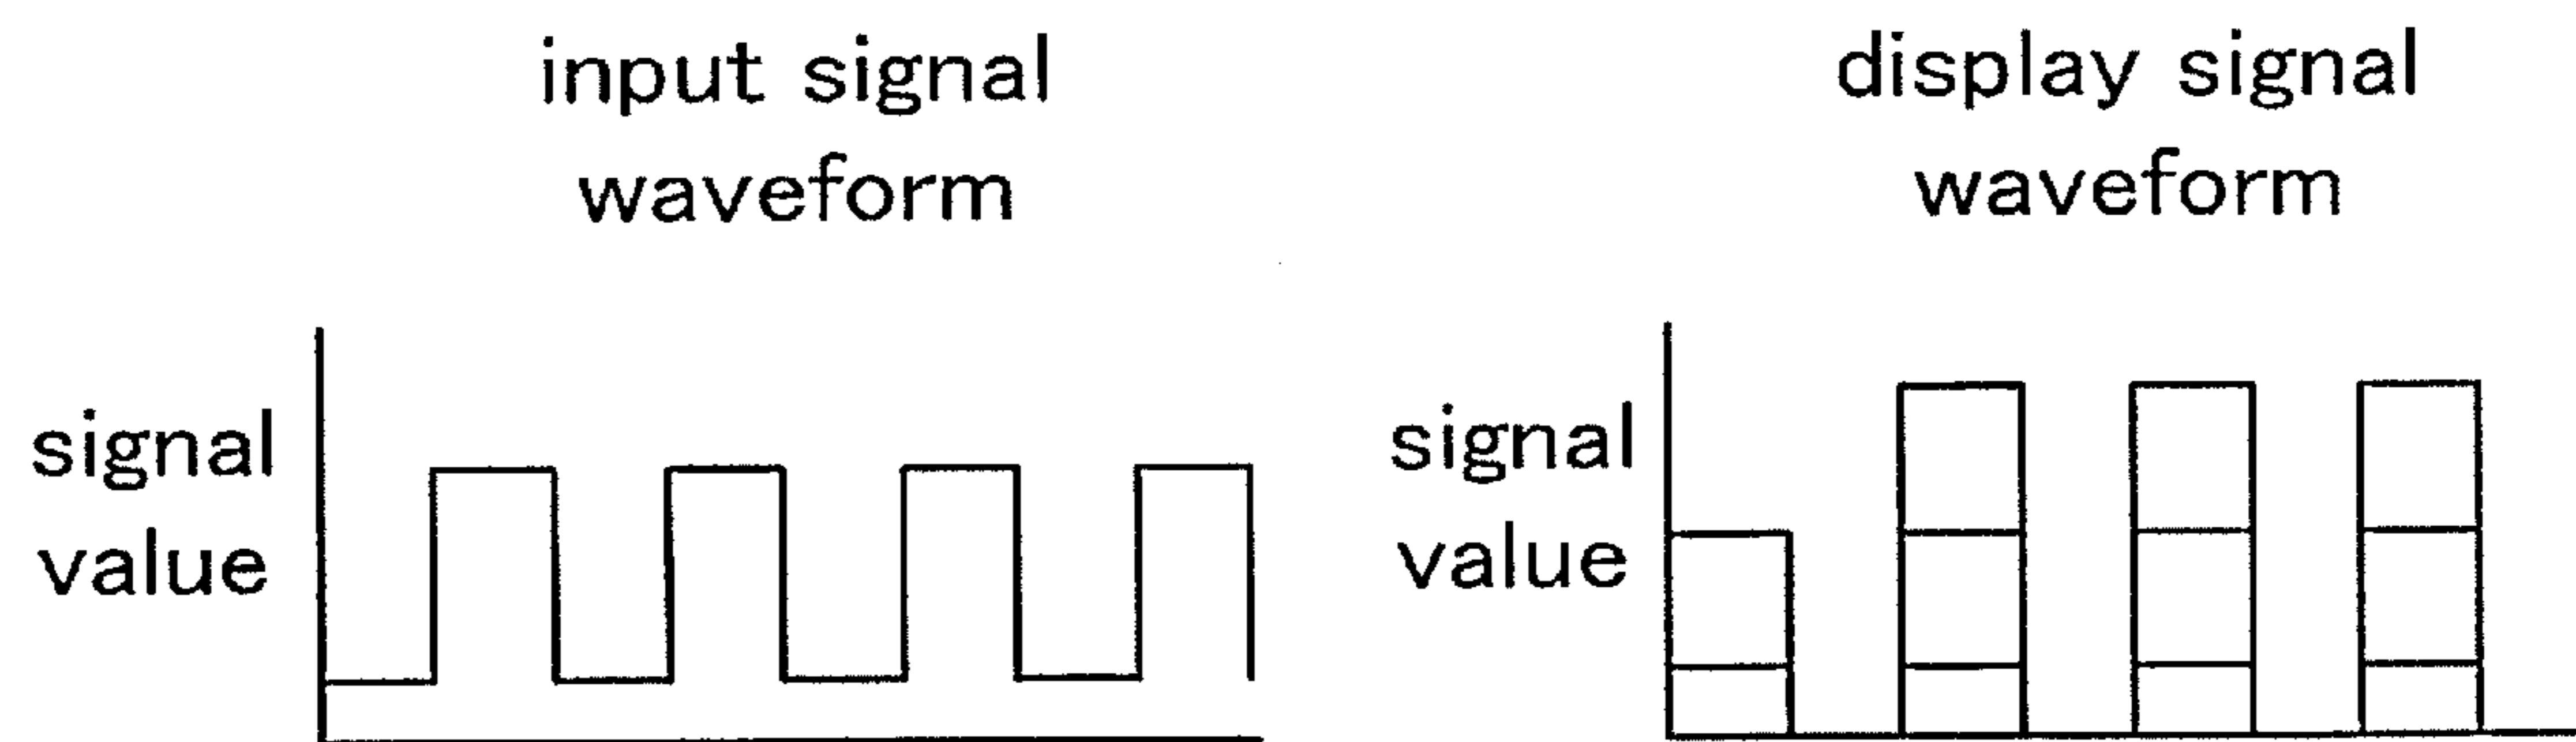 input signal
waveform
signal
value
display signal
waveform
signal
value